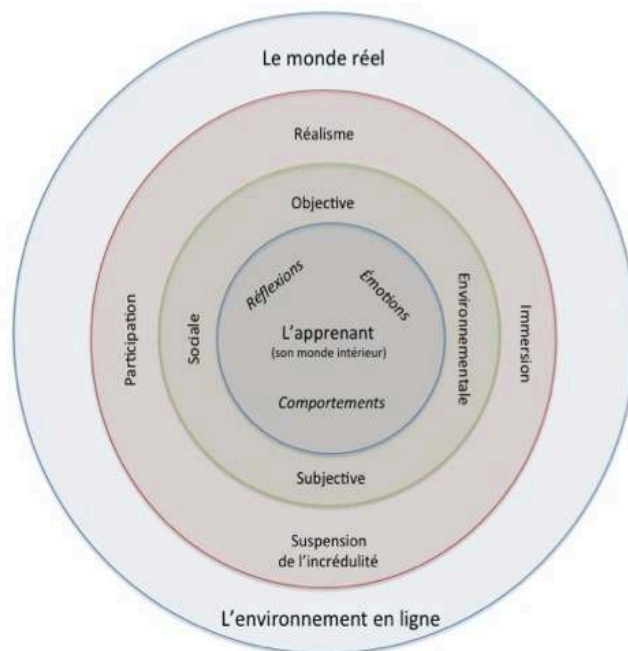 Le monde réel
Réalisme
Objective
Réflexions
Émotions
Participation
Sociale
L'apprenant
(son monde intérieur)
Environnementale
Immersion
Comportements
Subjective
Suspension
de l'incrédulité
L'environnement en ligne